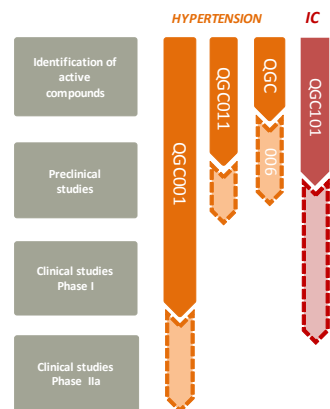 HYPERTENSION
IC
Identification of
active
compounds
Preclinical
studies
Clinical studies
Phase I
Clinical studies
Phase IIa
QGC001
QGC011
QGC
006
QGC101